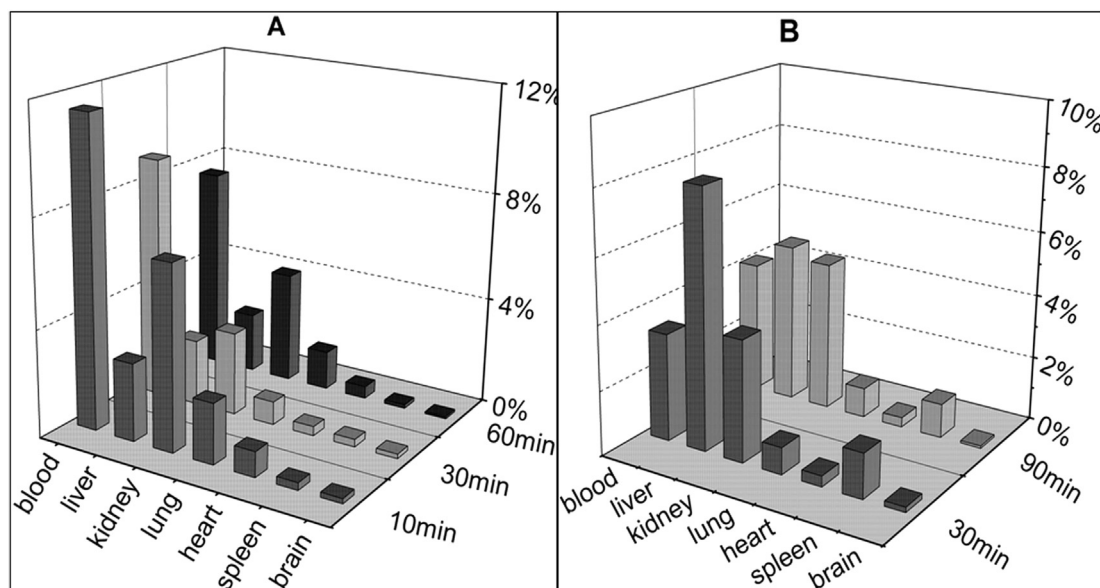 A
12%
8%
4%
0%
60min
30min
10min
blood
liver
kidney
lung
heart
spleen
brain
B
10%
8%
6%
4%
2%
0%
90min
30min
blood
liver
kidney
lung
heart
spleen
brain